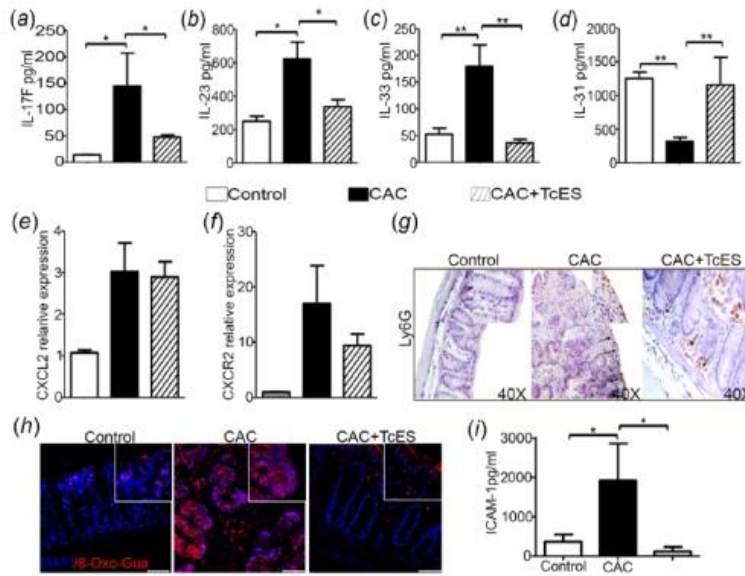 (a)
IL-17F pg/ml
250
200
150
100
50
0
*
*
(b)
IL-23 pg/ml
800
600
400
200
0
*
*
(c)
IL-33 pg/ml
250
200
150
100
50
0
**
**
(d)
IL-31 pg/ml
1500
1000
500
0
**
**
Control
CAC
CAC+TcES
(e)
CXCL2 relarive expression
4
3
2
1
0
(f)
CXCR2 relative expression
30
20
10
0
(g)
Control
CAC
CAC+TcES
Ly6G
40X
40X
40X
(h)
Control
CAC
CAC+TcES
DAPI/8-Oxo-Gua
(i)
ICAM-1pg/ml
3000
2000
1000
0
*
*
Control
CAC